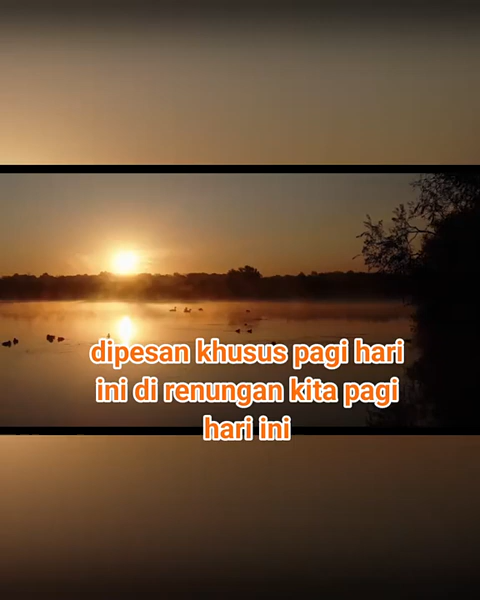 dipesan khusus pagi hari
ini di renungan kita pagi
hari ini